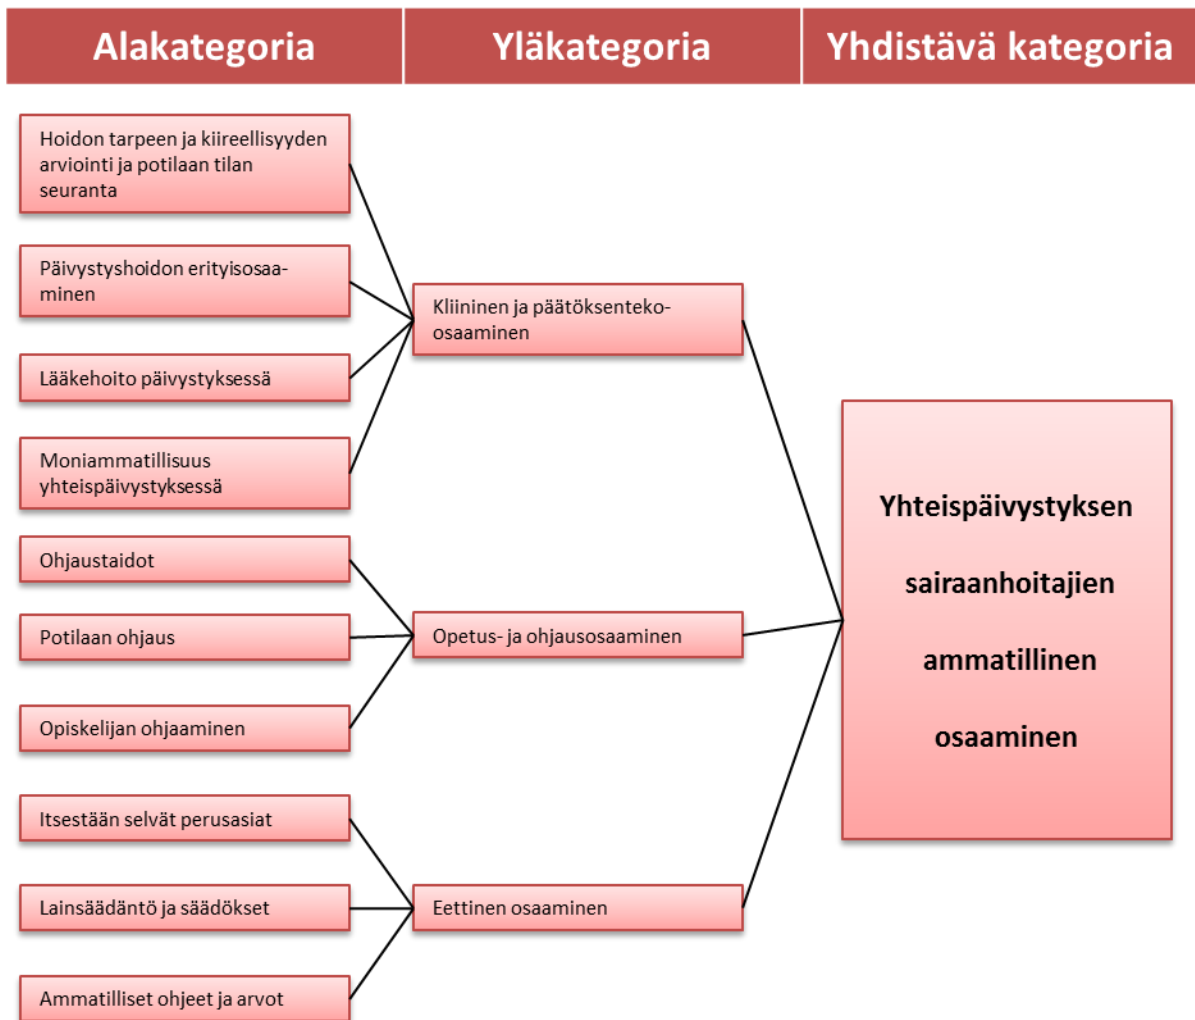 Alakategoria
Yläkategoria
Yhdistävä kategoria
Hoidon tarpeen ja kiireellisyyden
arviointi ja potilaan tilan
seuranta
Päivystyshoidon erityisosaa-
minen
Lääkehoito päivystyksessä
Moniammatillisuus
yhteispäivystyksessä
Ohjaustaidot
Potilaan ohjaus
Opiskelijan ohjaaminen
Itsestään selvät perusasiat
Lainsäädäntö ja säädökset
Ammatilliset ohjeet ja arvot
Kliininen ja päätöksenteko-
osaaminen
Opetus- ja ohjausosaaminen
Eettinen osaaminen
Yhteispäivystyksen
sairaanhoitajien
ammatillinen
osaaminen